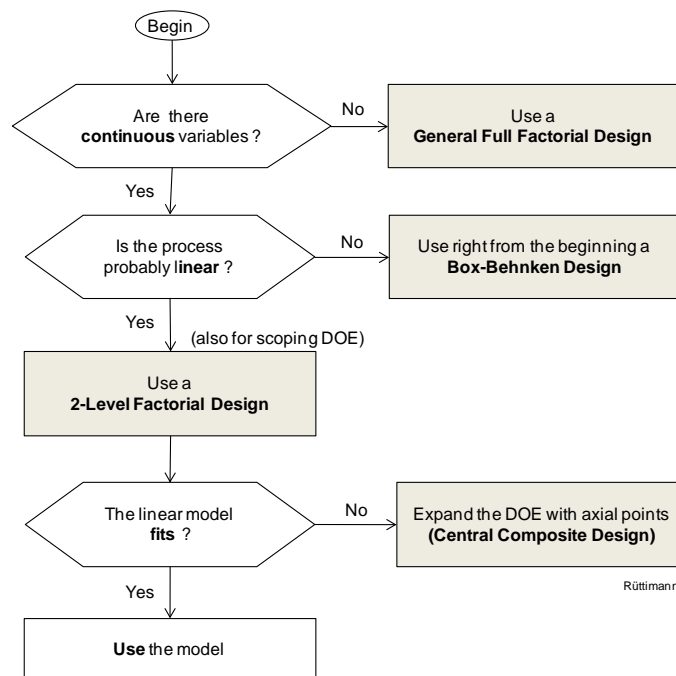 Begin
Are there
continuous variables ?
No
Use a
General Full Factorial Design
Yes
Is the process
probably linear ?
No
Use right from the beginning a
Box-Behnken Design
Yes
(also for scoping DOE)
Use a
2-Level Factorial Design
The linear model
fits ?
No
Expand the DOE with axial points
(Central Composite Design)
Rüttimann
Yes
Use the model